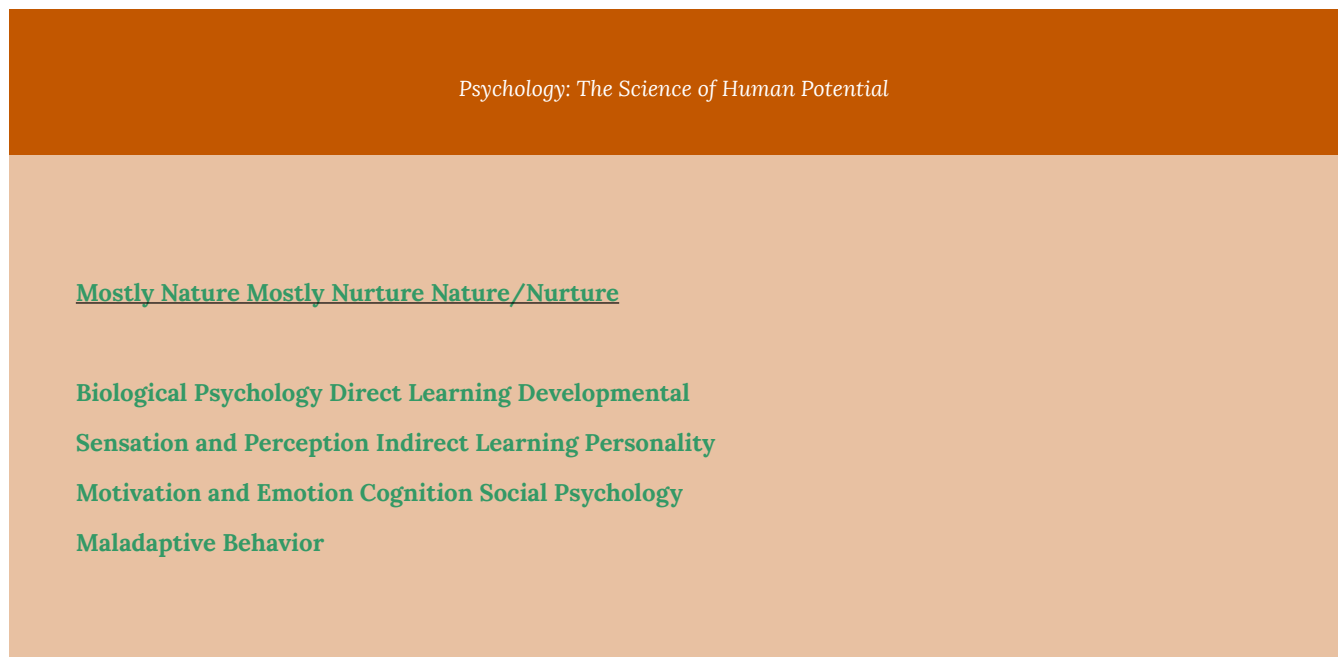 Psychology: The Science of Human Potential
Mostly Nature Mostly Nurture Nature/Nurture
Biological Psychology Direct Learning Developmental
Sensation and Perception Indirect Learning Personality
Motivation and Emotion Cognition Social Psychology
Maladaptive Behavior